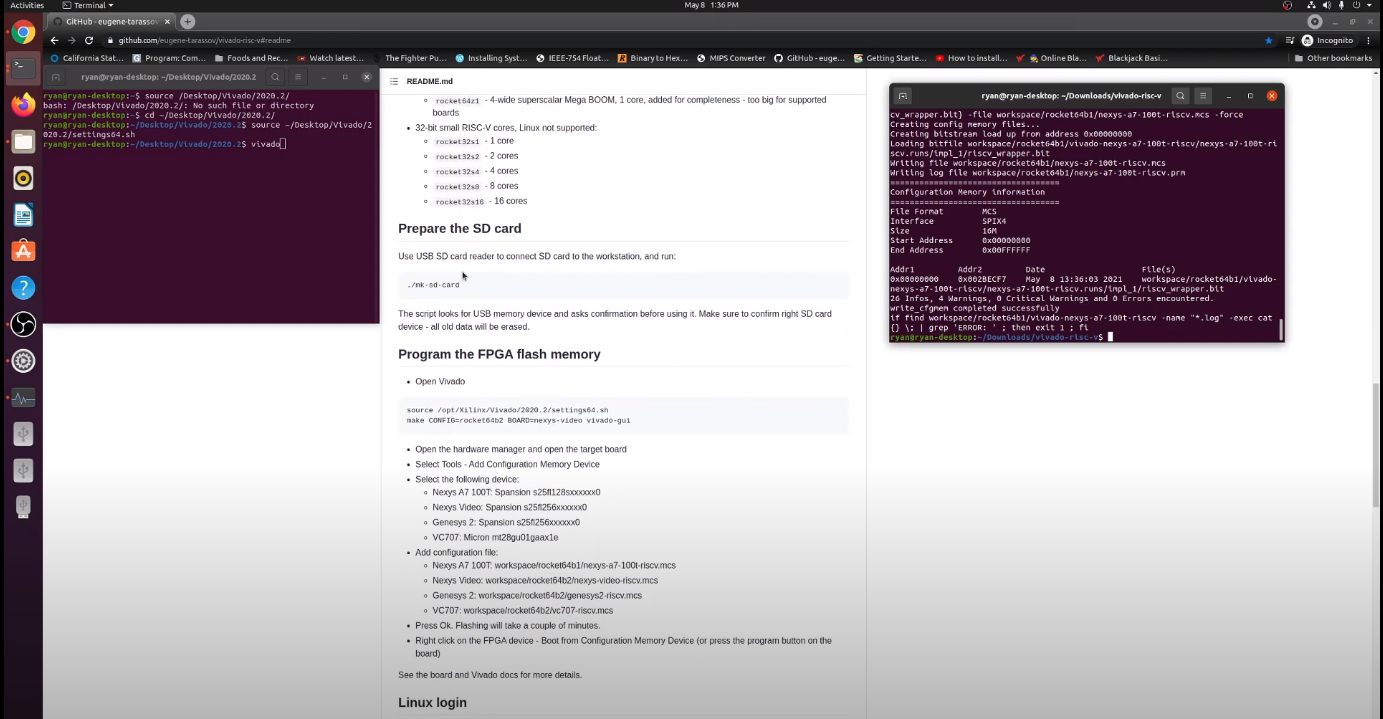 Activities
Terminal
May 8 1:36 PM
GitHub - eugene-tarassov
github.com/eugene-tarassov/vivado-risc-v#readme
Incognito
California Stat...
Program: Com...
Foods and Rec...
Watch latest...
The Fighter Pu...
Installing Syst...
IEEE-754 Float...
Binary to Hex...
MIPS Converter
GitHub - euge...
Getting Starte...
How to install...
Online Bla...
Blackjack Basi...
Other bookmarks
ryan@ryan-desktop: ~/Desktop/Vivado/2020.2
ryan@ryan-desktop:~$ source /Desktop/Vivado/2020.2/
bash: /Desktop/Vivado/2020.2/: No such file or directory
ryan@ryan-desktop:~$ cd ~/Desktop/Vivado/2020.2/
ryan@ryan-desktop:~/Desktop/Vivado/2020.2$ source ~/Desktop/Vivado/2
020.2/settings64.sh
ryan@ryan-desktop:~/Desktop/Vivado/2020.2$ vivado
README.md
rocket64z1 - 4-wide superscalar Mega BOOM, 1 core, added for completeness - too big for supported
boards
32-bit small RISC-V cores, Linux not supported:
rocket32s1 - 1 core
rocket32s2 - 2 cores
rocket32s4 - 4 cores
rocket32s8 - 8 cores
rocket32s16 - 16 cores
Prepare the SD card
Use USB SD card reader to connect SD card to the workstation, and run:
./mk-sd-card
The script looks for USB memory device and asks confirmation before using it. Make sure to confirm right SD card
device - all old data will be erased.
Program the FPGA flash memory
Open Vivado
source /opt/Xilinx/Vivado/2020.2/settings64.sh
make CONFIG=rocket64b2 BOARD=nexys-video vivado-gui
Open the hardware manager and open the target board
Select Tools - Add Configuration Memory Device
Select the following device:
Nexys A7 100T: Spansion s25fl128sxxxxxx0
Nexys Video: Spansion s25fl256xxxxxx0
Genesys 2: Spansion s25fl256xxxxxx0
VC707: Micron mt28gu01gaax1e
Add configuration file:
Nexys A7 100T: workspace/rocket64b1/nexys-a7-100t-riscv.mcs
Nexys Video: workspace/rocket64b2/nexys-video-riscv.mcs
Genesys 2: workspace/rocket64b2/genesys2-riscv.mcs
VC707: workspace/rocket64b2/vc707-riscv.mcs
Press Ok. Flashing will take a couple of minutes.
Right click on the FPGA device - Boot from Configuration Memory Device (or press the program button on the
board)
See the board and Vivado docs for more details.
Linux login
ryan@ryan-desktop: ~/Downloads/vivado-risc-v
cv_wrapper.bit} -file workspace/rocket64b1/nexys-a7-100t-riscv.mcs -force
Creating config memory files...
Creating bitstream load up from address 0x00000000
Loading bitfile workspace/rocket64b1/vivado-nexys-a7-100t-riscv/nexys-a7-100t-ri
scv.runs/impl_1/riscv_wrapper.bit
Writing file workspace/rocket64b1/nexys-a7-100t-riscv.mcs
Writing log file workspace/rocket64b1/nexys-a7-100t-riscv.prm
===================================
Configuration Memory information
===================================
File Format MCS
Interface SPIX4
Size 16M
Start Address 0x00000000
End Address 0x00FFFFFF
Addr1 Addr2 Date File(s)
0x00000000 0x002BECF7 May 8 13:36:03 2021 workspace/rocket64b1/vivado-
nexys-a7-100t-riscv/nexys-a7-100t-riscv.runs/impl_1/riscv_wrapper.bit
26 Infos, 4 Warnings, 0 Critical Warnings and 0 Errors encountered.
write_cfgmem completed successfully
if find workspace/rocket64b1/vivado-nexys-a7-100t-riscv -name "*.log" -exec cat
{} \; | grep 'ERROR: ' ; then exit 1 ; fi
ryan@ryan-desktop:~/Downloads/vivado-risc-v$